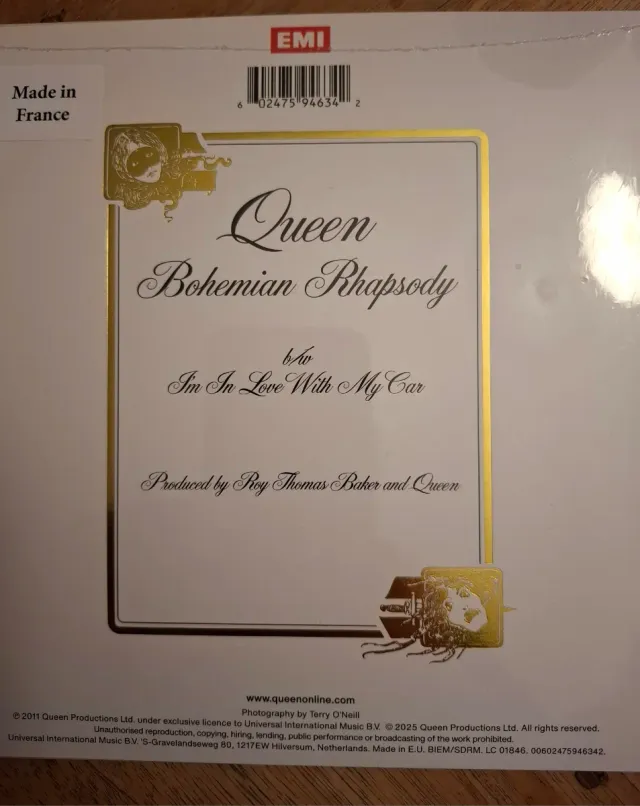 EMI
6 02475 94634 2
Made in
France
Queen
Bohemian Rhapsody
b/w
I'm In Love With My Car
Produced by Roy Thomas Baker and Queen
www.queenonline.com
Photography by Terry O'Neill
℗ 2011 Queen Productions Ltd. under exclusive licence to Universal International Music B.V. © 2025 Queen Productions Ltd. All rights reserved.
Unauthorised reproduction, copying, hiring, lending, public performance or broadcasting of the work prohibited.
Universal International Music B.V. 'S-Gravelandseweg 80, 1217EW Hilversum, Netherlands. Made in E.U. BIEM/SDRM. LC 01846. 00602475946342.